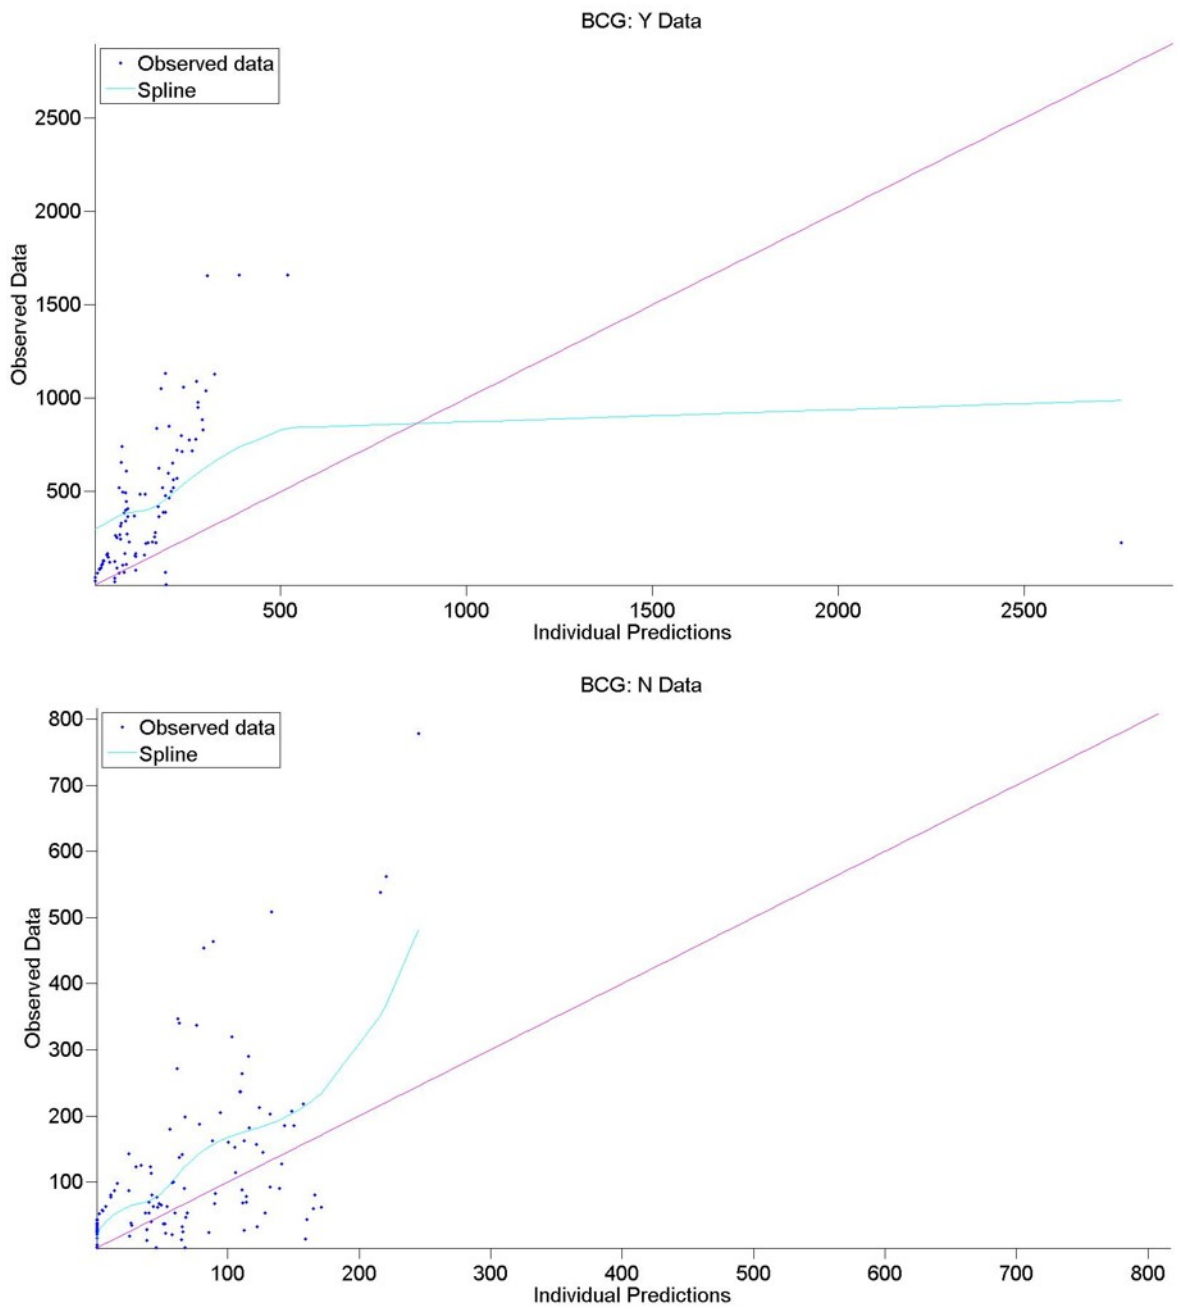 BCG: Y Data
Observed data
Spline
2500
2000
1500
1000
500
Observed Data
500 1000 1500 2000 2500
Individual Predictions
BCG: N Data
Observed data
Spline
800
700
600
500
400
300
200
100
Observed Data
100 200 300 400 500 600 700 800
Individual Predictions